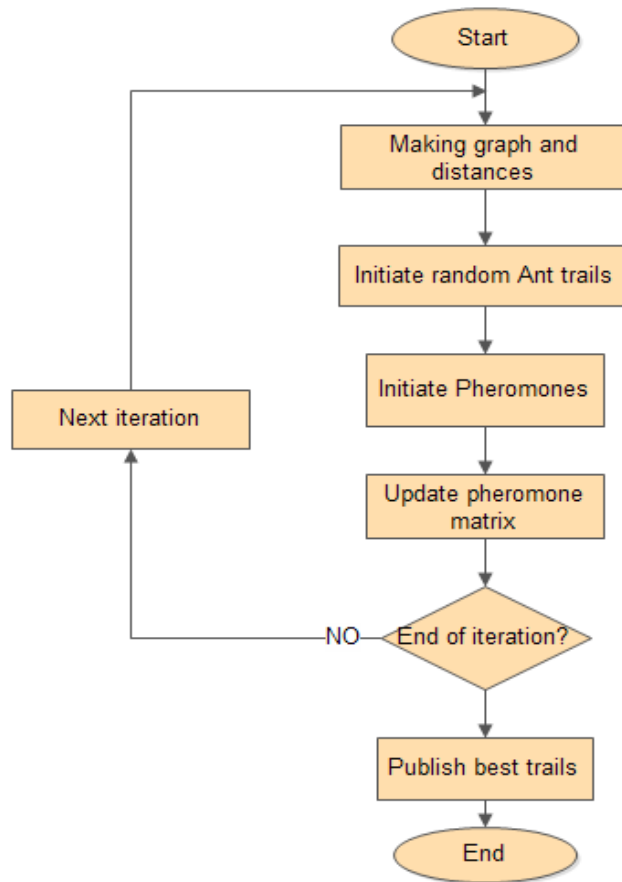 Start
Making graph and
distances
Initiate random Ant trails
Initiate Pheromones
Next iteration
Update pheromone
matrix
NO
End of iteration?
Publish best trails
End